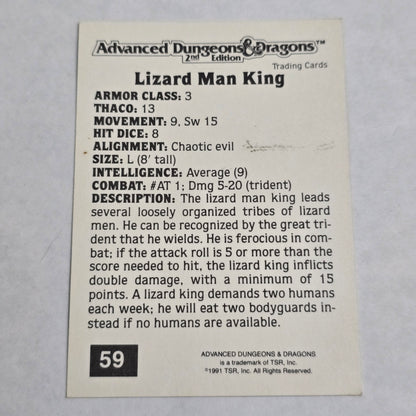 Advanced Dungeons & Dragons™
2nd Edition
Trading Cards
Lizard Man King
ARMOR CLASS: 3
THACO: 13
MOVEMENT: 9, Sw 15
HIT DICE: 8
ALIGNMENT: Chaotic evil
SIZE: L (8' tall)
INTELLIGENCE: Average (9)
COMBAT: #AT 1; Dmg 5-20 (trident)
DESCRIPTION: The lizard man king leads
several loosely organized tribes of lizard
men. He can be recognized by the great tri-
dent that he wields. He is ferocious in com-
bat; if the attack roll is 5 or more than the
score needed to hit, the lizard king inflicts
double damage, with a minimum of 15
points. A lizard king demands two humans
each week; he will eat two bodyguards in-
stead if no humans are available.
59
ADVANCED DUNGEONS & DRAGONS
is a trademark of TSR, Inc.
©1991 TSR, Inc. All Rights Reserved.